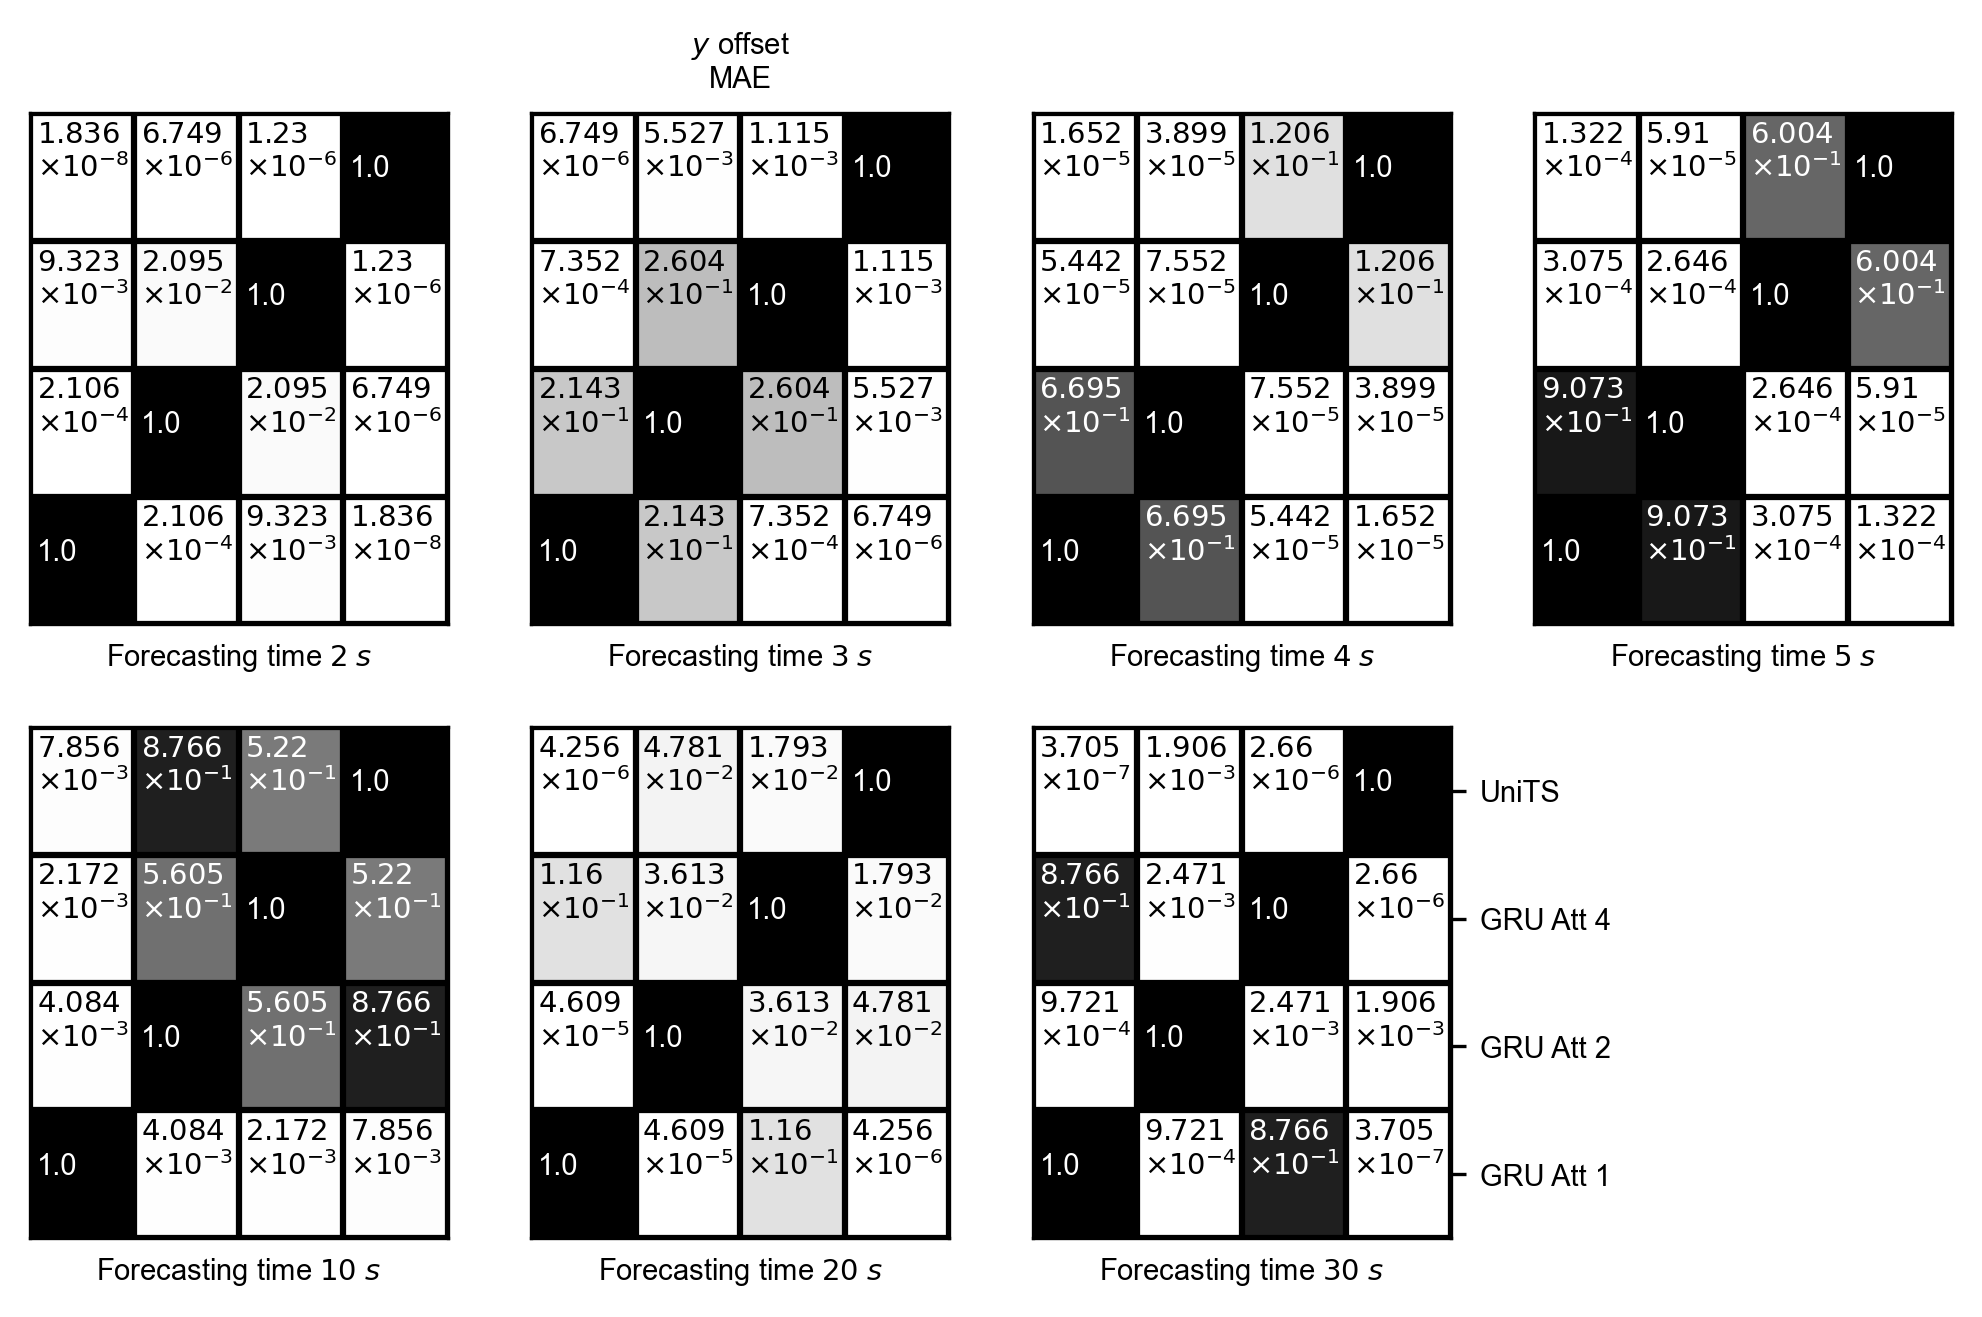 y offset
MAE
1.836 6.749 1.23
×10⁻⁸ ×10⁻⁶ ×10⁻⁶ 1.0
9.323 2.095 1.23
×10⁻³ ×10⁻² 1.0 ×10⁻⁶
2.106 2.095 6.749
×10⁻⁴ 1.0 ×10⁻² ×10⁻⁶
2.106 9.323 1.836
1.0 ×10⁻⁴ ×10⁻³ ×10⁻⁸
Forecasting time 2 s
6.749 5.527 1.115
×10⁻⁶ ×10⁻³ ×10⁻³ 1.0
7.352 2.604 1.115
×10⁻⁴ ×10⁻¹ 1.0 ×10⁻³
2.143 2.604 5.527
×10⁻¹ 1.0 ×10⁻¹ ×10⁻³
2.143 7.352 6.749
1.0 ×10⁻¹ ×10⁻⁴ ×10⁻⁶
Forecasting time 3 s
1.652 3.899 1.206
×10⁻⁵ ×10⁻⁵ ×10⁻¹ 1.0
5.442 7.552 1.206
×10⁻⁵ ×10⁻⁵ 1.0 ×10⁻¹
6.695 7.552 3.899
×10⁻¹ 1.0 ×10⁻⁵ ×10⁻⁵
6.695 5.442 1.652
1.0 ×10⁻¹ ×10⁻⁵ ×10⁻⁵
Forecasting time 4 s
1.322 5.91 6.004
×10⁻⁴ ×10⁻⁵ ×10⁻¹ 1.0
3.075 2.646 6.004
×10⁻⁴ ×10⁻⁴ 1.0 ×10⁻¹
9.073 2.646 5.91
×10⁻¹ 1.0 ×10⁻⁴ ×10⁻⁵
9.073 3.075 1.322
1.0 ×10⁻¹ ×10⁻⁴ ×10⁻⁴
Forecasting time 5 s
7.856 8.766 5.22
×10⁻³ ×10⁻¹ ×10⁻¹ 1.0
2.172 5.605 5.22
×10⁻³ ×10⁻¹ 1.0 ×10⁻¹
4.084 5.605 8.766
×10⁻³ 1.0 ×10⁻¹ ×10⁻¹
4.084 2.172 7.856
1.0 ×10⁻³ ×10⁻³ ×10⁻³
Forecasting time 10 s
4.256 4.781 1.793
×10⁻⁶ ×10⁻² ×10⁻² 1.0
1.16 3.613 1.793
×10⁻¹ ×10⁻² 1.0 ×10⁻²
4.609 3.613 4.781
×10⁻⁵ 1.0 ×10⁻² ×10⁻²
4.609 1.16 4.256
1.0 ×10⁻⁵ ×10⁻¹ ×10⁻⁶
Forecasting time 20 s
3.705 1.906 2.66
×10⁻⁷ ×10⁻³ ×10⁻⁶ 1.0
UniTS
8.766 2.471 2.66
×10⁻¹ ×10⁻³ 1.0 ×10⁻⁶
GRU Att 4
9.721 2.471 1.906
×10⁻⁴ 1.0 ×10⁻³ ×10⁻³
GRU Att 2
9.721 8.766 3.705
1.0 ×10⁻⁴ ×10⁻¹ ×10⁻⁷
GRU Att 1
Forecasting time 30 s